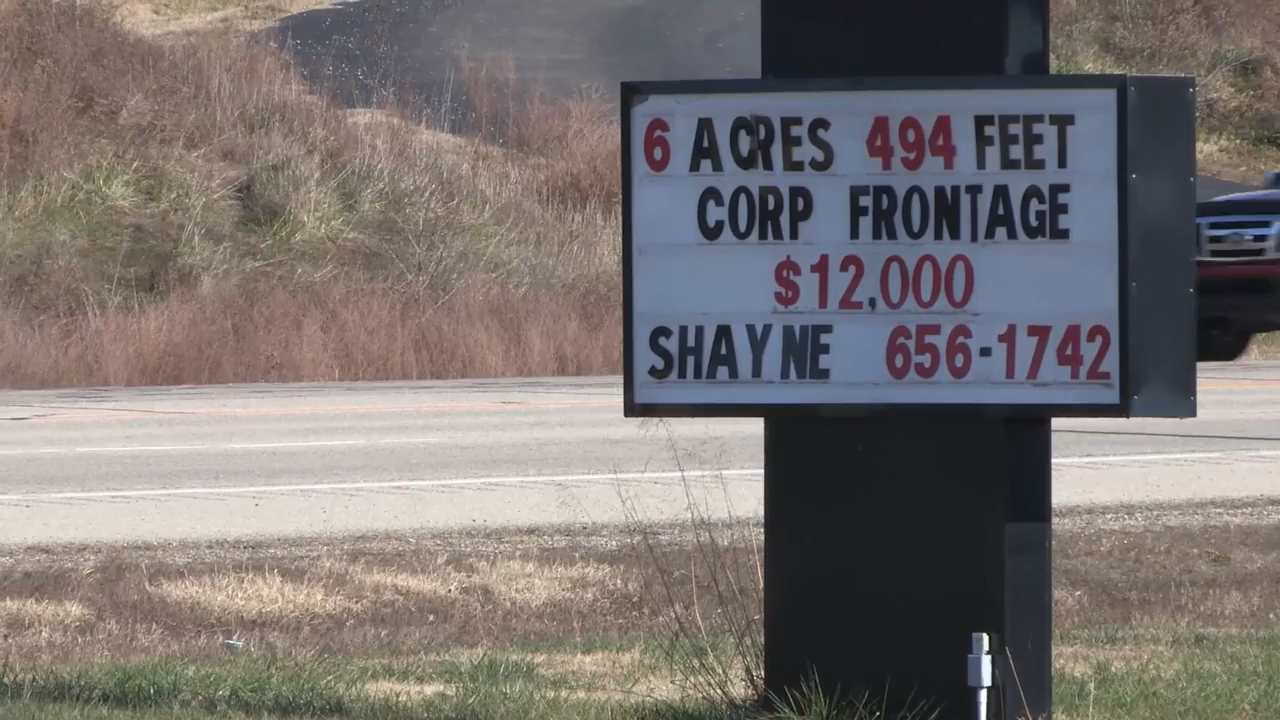 6 ACRES 494 FEET
CORP FRONTAGE
$12,000
SHAYNE 656-1742